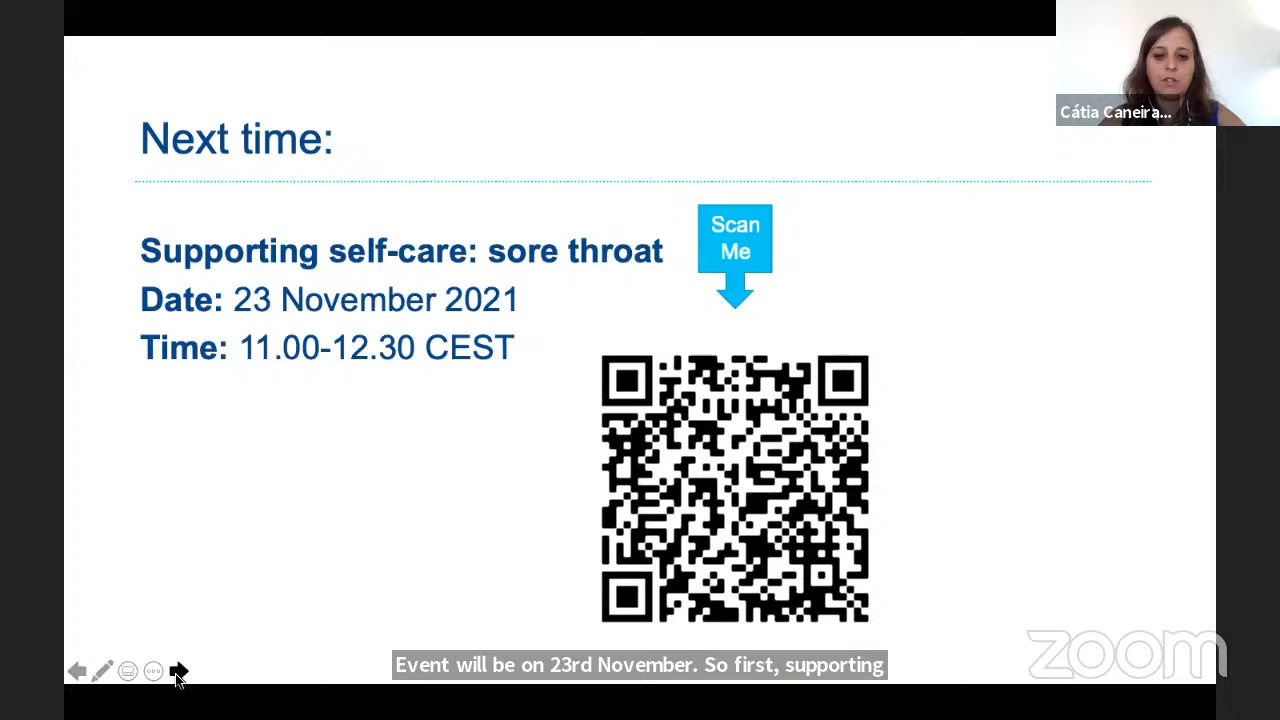 Cátia Caneira...
Next time:
Scan
Me
Supporting self-care: sore throat
Date: 23 November 2021
Time: 11.00-12.30 CEST
Event will be on 23rd November. So first, supporting
zoom